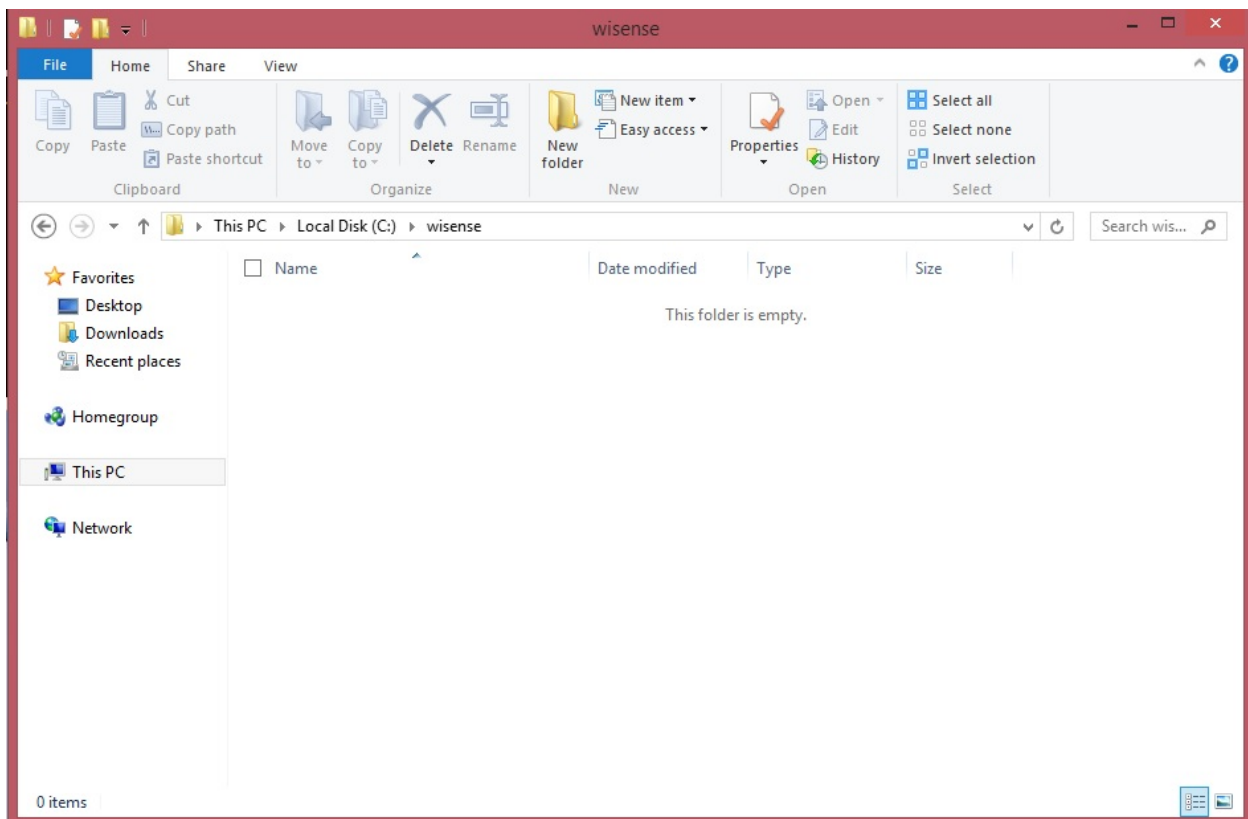 wisense
File Home Share View
Copy
Paste
Cut
Copy path
Paste shortcut
Clipboard
Move to
Copy to
Delete
Rename
Organize
New folder
New item
Easy access
New
Properties
Open
Edit
History
Open
Select all
Select none
Invert selection
Select
This PC Local Disk (C:) wisense
Search wis...
Name Date modified Type Size
This folder is empty.
Favorites
Desktop
Downloads
Recent places
Homegroup
This PC
Network
0 items